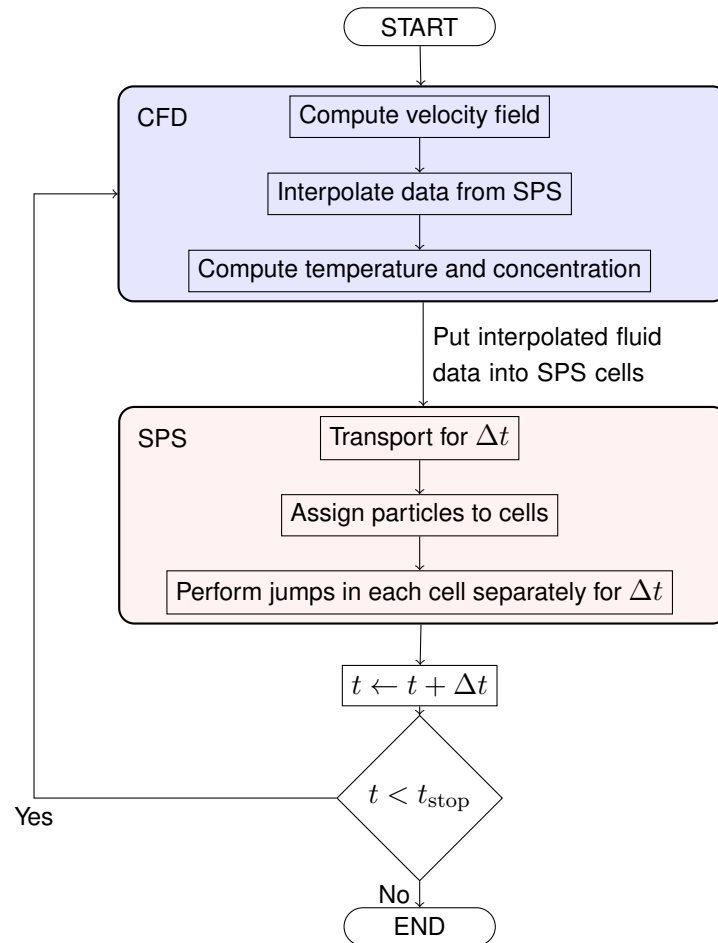 START
CFD
Compute velocity field
Interpolate data from SPS
Compute temperature and concentration
Put interpolated fluid
data into SPS cells
SPS
Transport for Δt
Assign particles to cells
Perform jumps in each cell separately for Δt
t ← t + Δt
t < t_stop
Yes
No
END